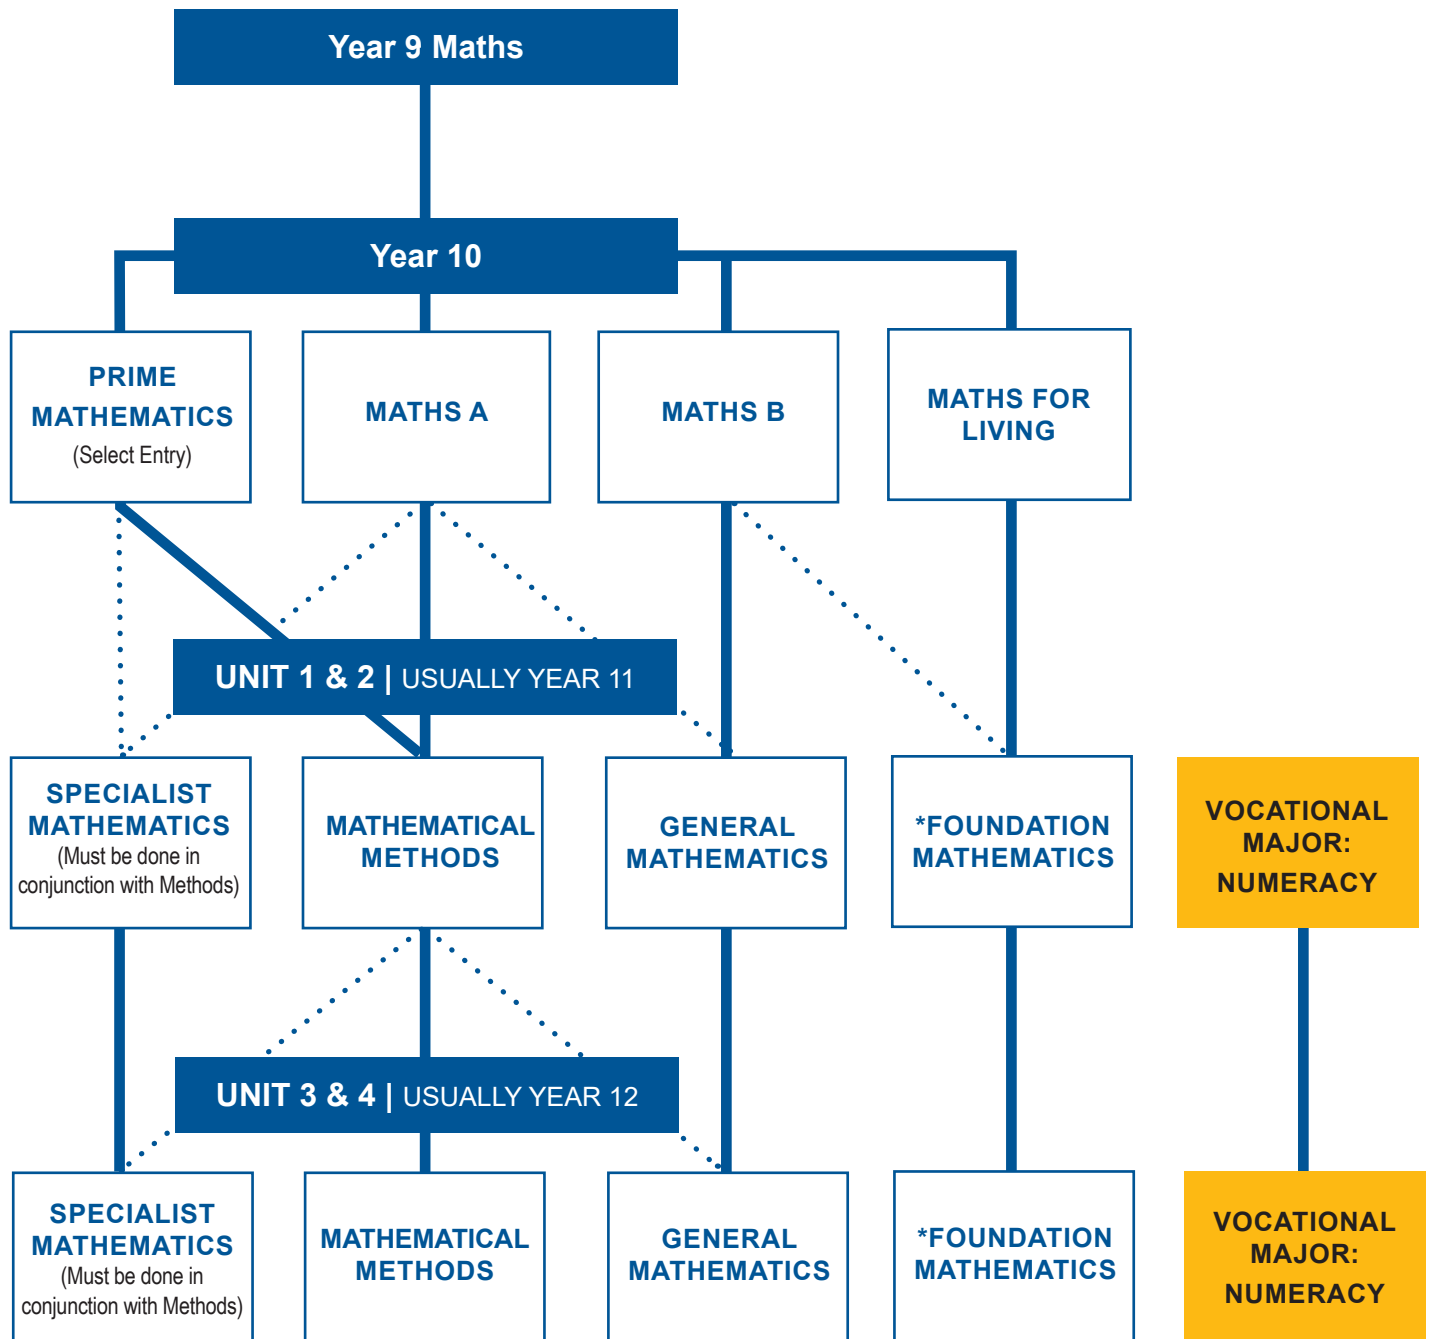 Year 9 Maths
Year 10
PRIME
MATHEMATICS
(Select Entry)
MATHS A
MATHS B
MATHS FOR
LIVING
UNIT 1 & 2 | USUALLY YEAR 11
SPECIALIST
MATHEMATICS
(Must be done in
conjunction with Methods)
MATHEMATICAL
METHODS
GENERAL
MATHEMATICS
*FOUNDATION
MATHEMATICS
VOCATIONAL
MAJOR:
NUMERACY
UNIT 3 & 4 | USUALLY YEAR 12
SPECIALIST
MATHEMATICS
(Must be done in
conjunction with Methods)
MATHEMATICAL
METHODS
GENERAL
MATHEMATICS
*FOUNDATION
MATHEMATICS
VOCATIONAL
MAJOR:
NUMERACY